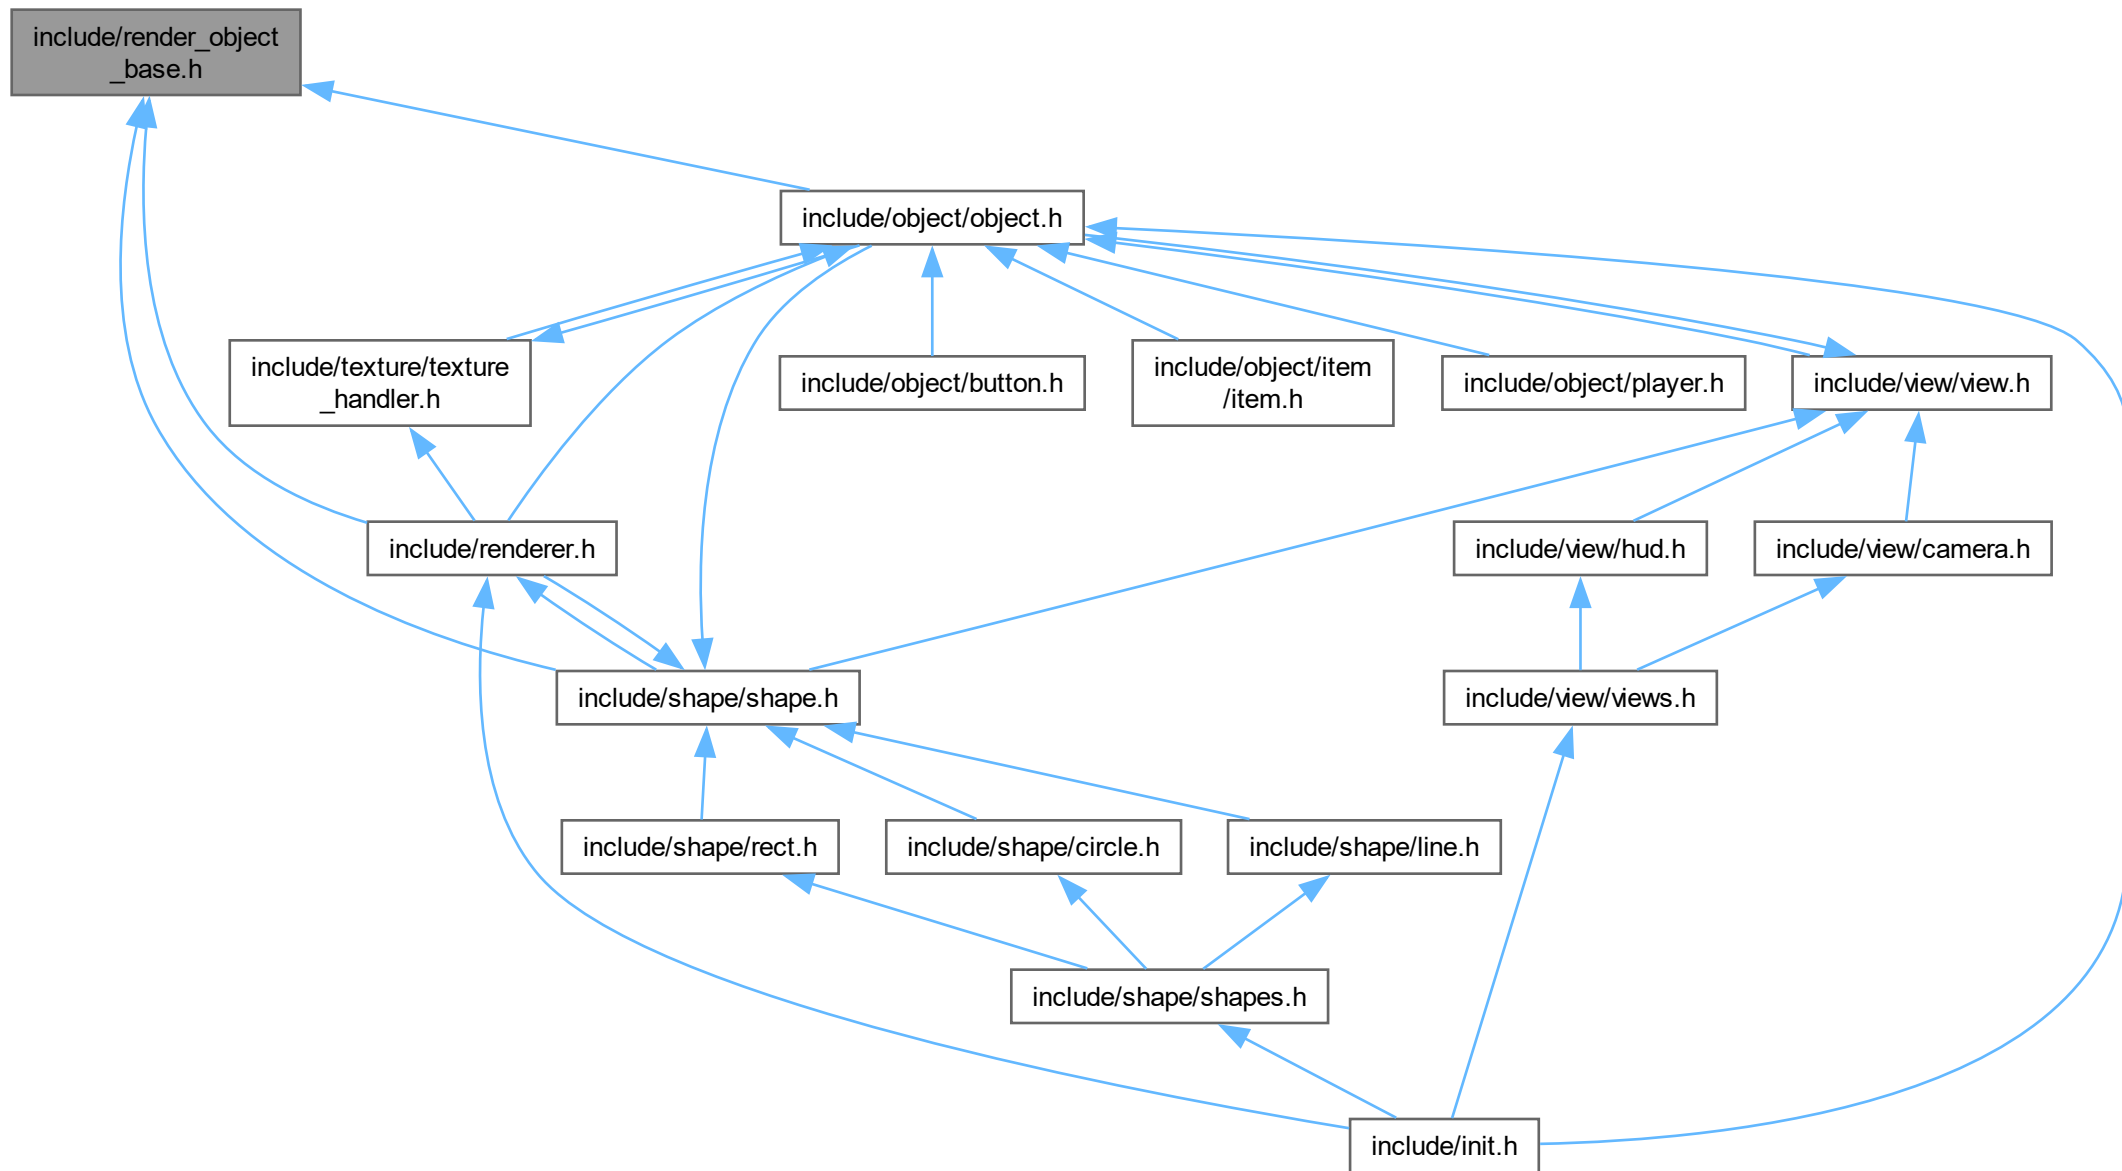 include/render_object
_base.h
include/object/object.h
include/texture/texture
_handler.h
include/object/button.h
include/object/item
/item.h
include/object/player.h
include/view/view.h
include/renderer.h
include/view/hud.h
include/view/camera.h
include/shape/shape.h
include/view/views.h
include/shape/rect.h
include/shape/circle.h
include/shape/line.h
include/shape/shapes.h
include/init.h